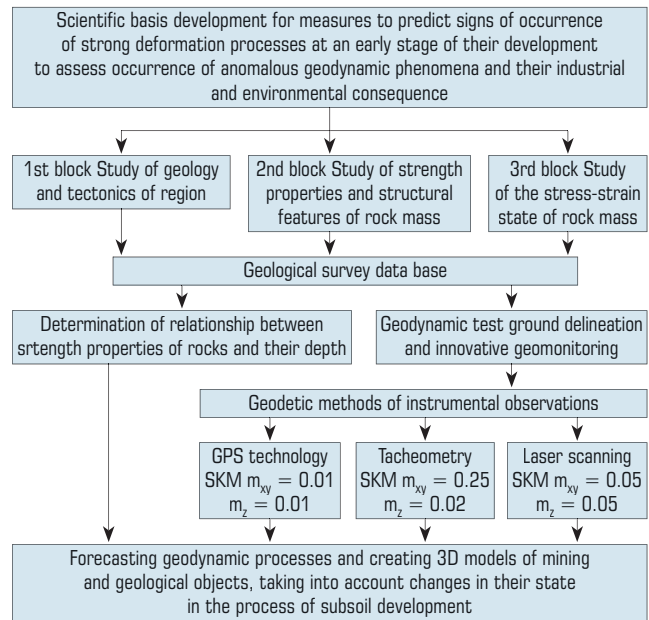 Scientific basis development for measures to predict signs of occurrence
of strong deformation processes at an early stage of their development
to assess occurrence of anomalous geodynamic phenomena and their industrial
and environmental consequence
1st block Study of geology
and tectonics of region
2nd block Study of strength
properties and structural
features of rock mass
3rd block Study
of the stress-strain
state of rock mass
Geological survey data base
Determination of relationship between
srtength properties of rocks and their depth
Geodynamic test ground delineation
and innovative geomonitoring
Geodetic methods of instrumental observations
GPS technology
SKM m_xy = 0.01
m_z = 0.01
Tacheometry
SKM m_xy = 0.25
m_z = 0.02
Laser scanning
SKM m_xy = 0.05
m_z = 0.05
Forecasting geodynamic processes and creating 3D models of mining
and geological objects, taking into account changes in their state
in the process of subsoil development